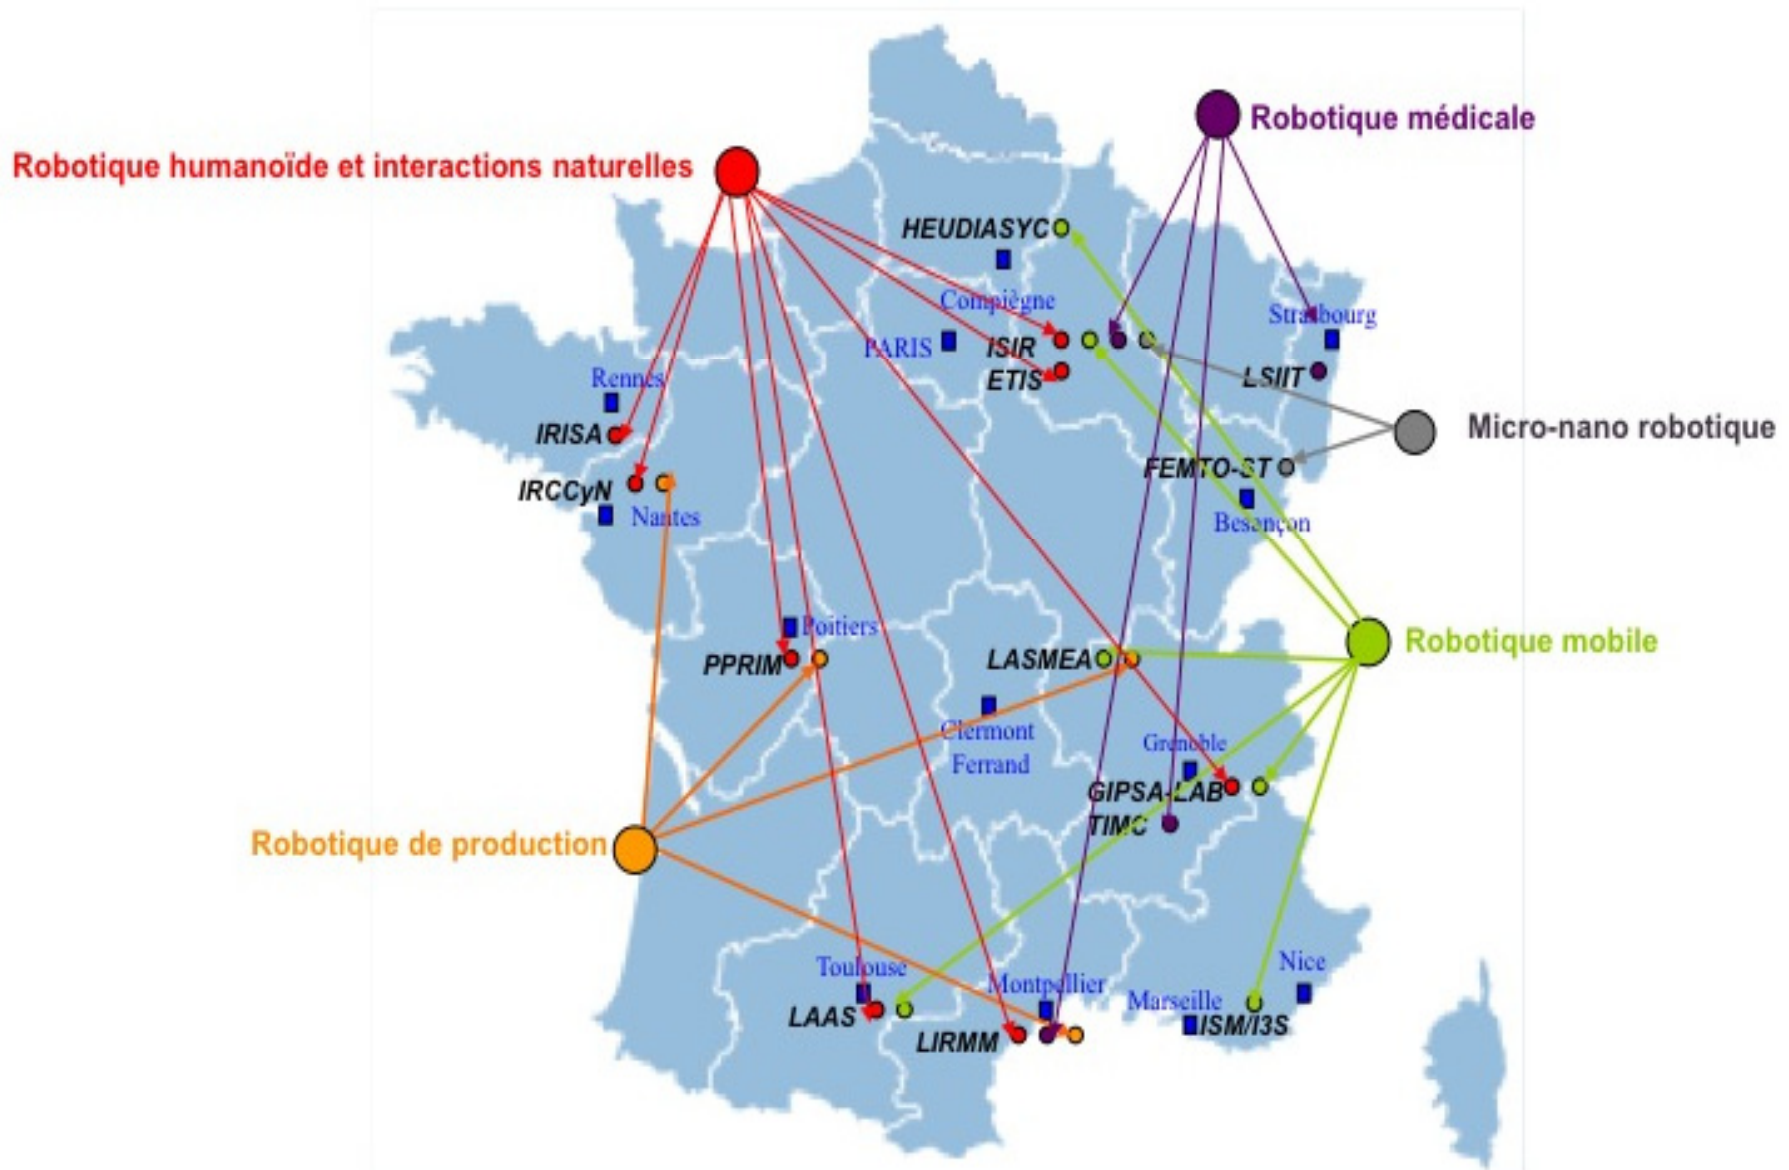 Robotique médicale
Robotique humanoïde et interactions naturelles
HEUDIASYC
Compiègne
Strasbourg
PARIS
ISIR
ETIS
LSIIT
Rennes
IRISA
Micro-nano robotique
FEMTO-ST
IRCCyN
Nantes
Besançon
Poitiers
PPRIM
LASMEA
Robotique mobile
Clermont
Ferrand
Grenoble
GIPSA-LAB
TIMC
Robotique de production
Toulouse
Montpellier
Nice
Marseille
LAAS
LIRMM
ISM/I3S